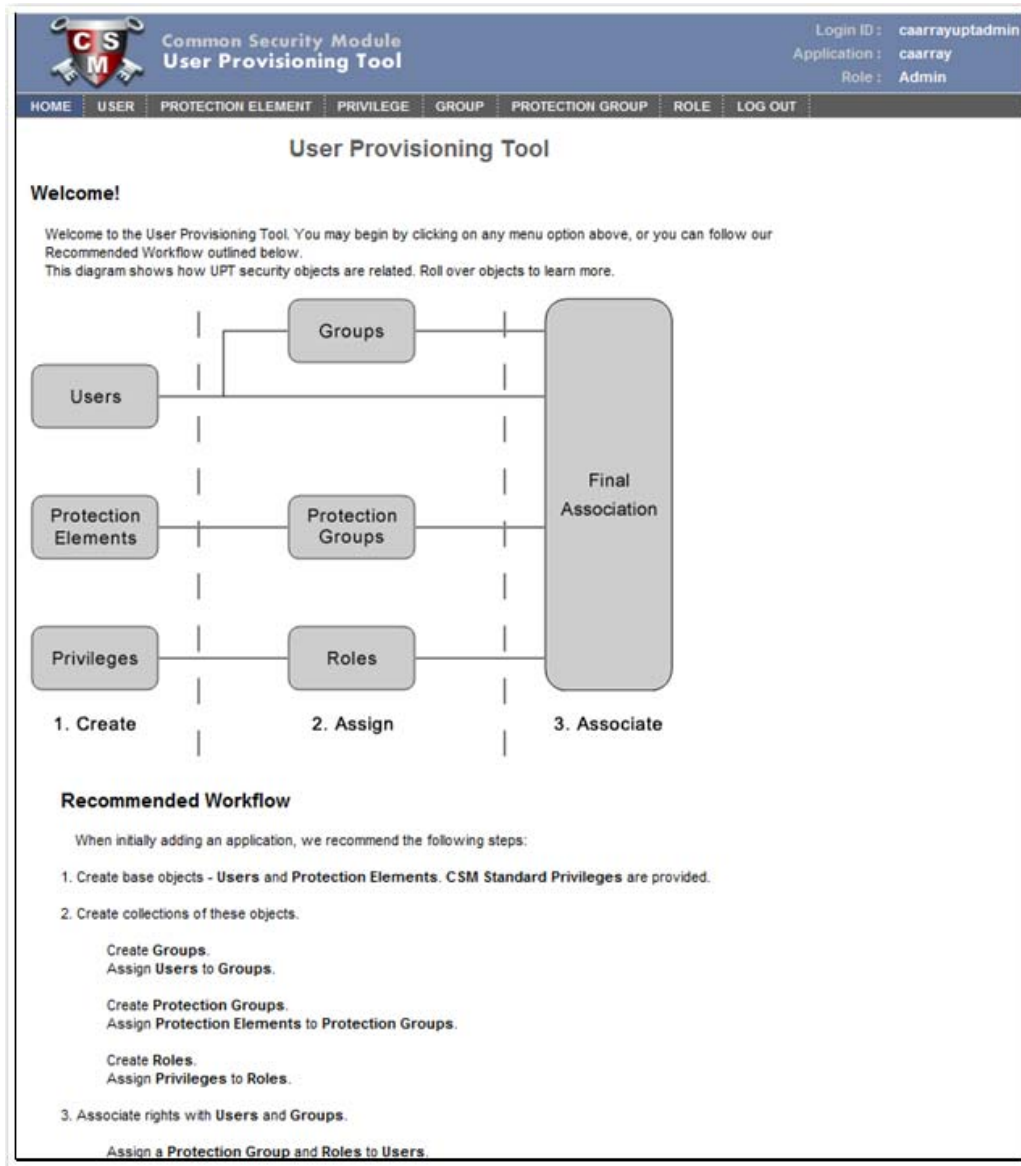 CSM
Common Security Module
User Provisioning Tool
Login ID : caarrayuptadmin
Application : caarray
Role : Admin
HOME USER PROTECTION ELEMENT PRIVILEGE GROUP PROTECTION GROUP ROLE LOG OUT
User Provisioning Tool
Welcome!
Welcome to the User Provisioning Tool. You may begin by clicking on any menu option above, or you can follow our
Recommended Workflow outlined below.
This diagram shows how UPT security objects are related. Roll over objects to learn more.
Groups
Users
Final
Association
Protection
Elements
Protection
Groups
Privileges
Roles
1. Create
2. Assign
3. Associate
Recommended Workflow
When initially adding an application, we recommend the following steps:
1. Create base objects - Users and Protection Elements. CSM Standard Privileges are provided.
2. Create collections of these objects.
Create Groups.
Assign Users to Groups.
Create Protection Groups.
Assign Protection Elements to Protection Groups.
Create Roles.
Assign Privileges to Roles.
3. Associate rights with Users and Groups.
Assign a Protection Group and Roles to Users.